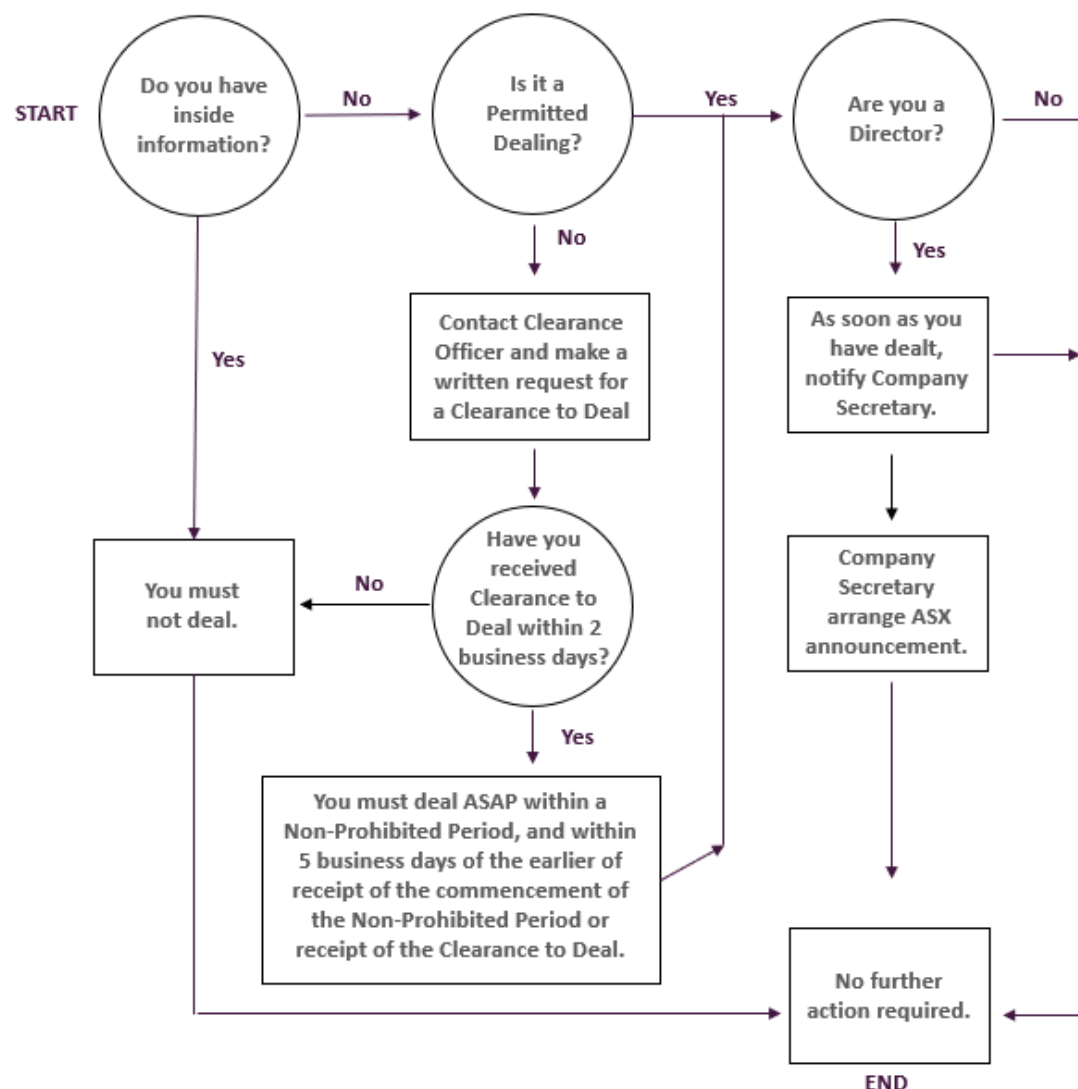 START
Do you have
inside
information?
No
Is it a
Permitted
Dealing?
Yes
Are you a
Director?
No
No
Yes
Contact Clearance
Officer and make a
written request for
a Clearance to Deal
As soon as you
have dealt,
notify Company
Secretary.
Yes
Have you
received
Clearance to
Deal within 2
business days?
No
You must
not deal.
Company
Secretary
arrange ASX
announcement.
Yes
You must deal ASAP within a
Non-Prohibited Period, and within
5 business days of the earlier of
receipt of the commencement of
the Non-Prohibited Period or
receipt of the Clearance to Deal.
No further
action required.
END